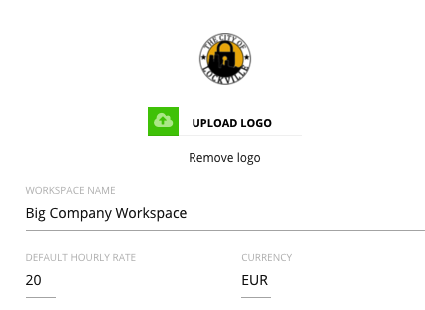 THE CITY OF
LOCKVILLE
UPLOAD LOGO
Remove logo
WORKSPACE NAME
Big Company Workspace
DEFAULT HOURLY RATE
CURRENCY
20
EUR